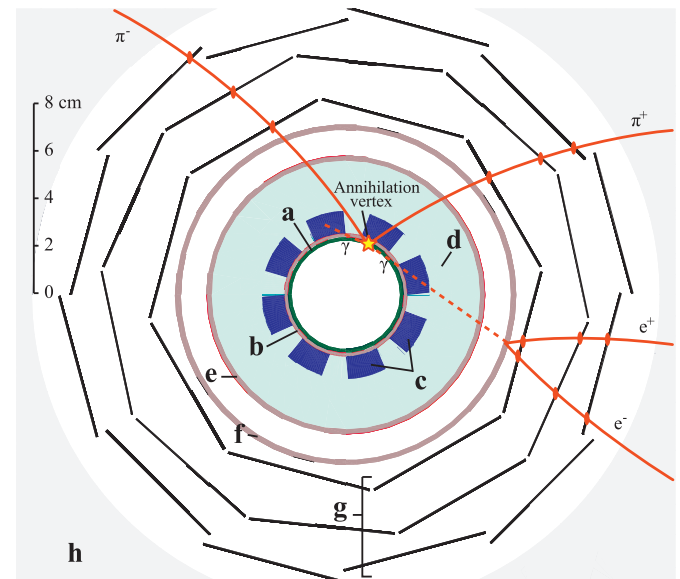 π-
8 cm
6
4
2
0
π+
Annihilation
vertex
a
d
γ
γ
b
c
e
e+
f
e-
g
h